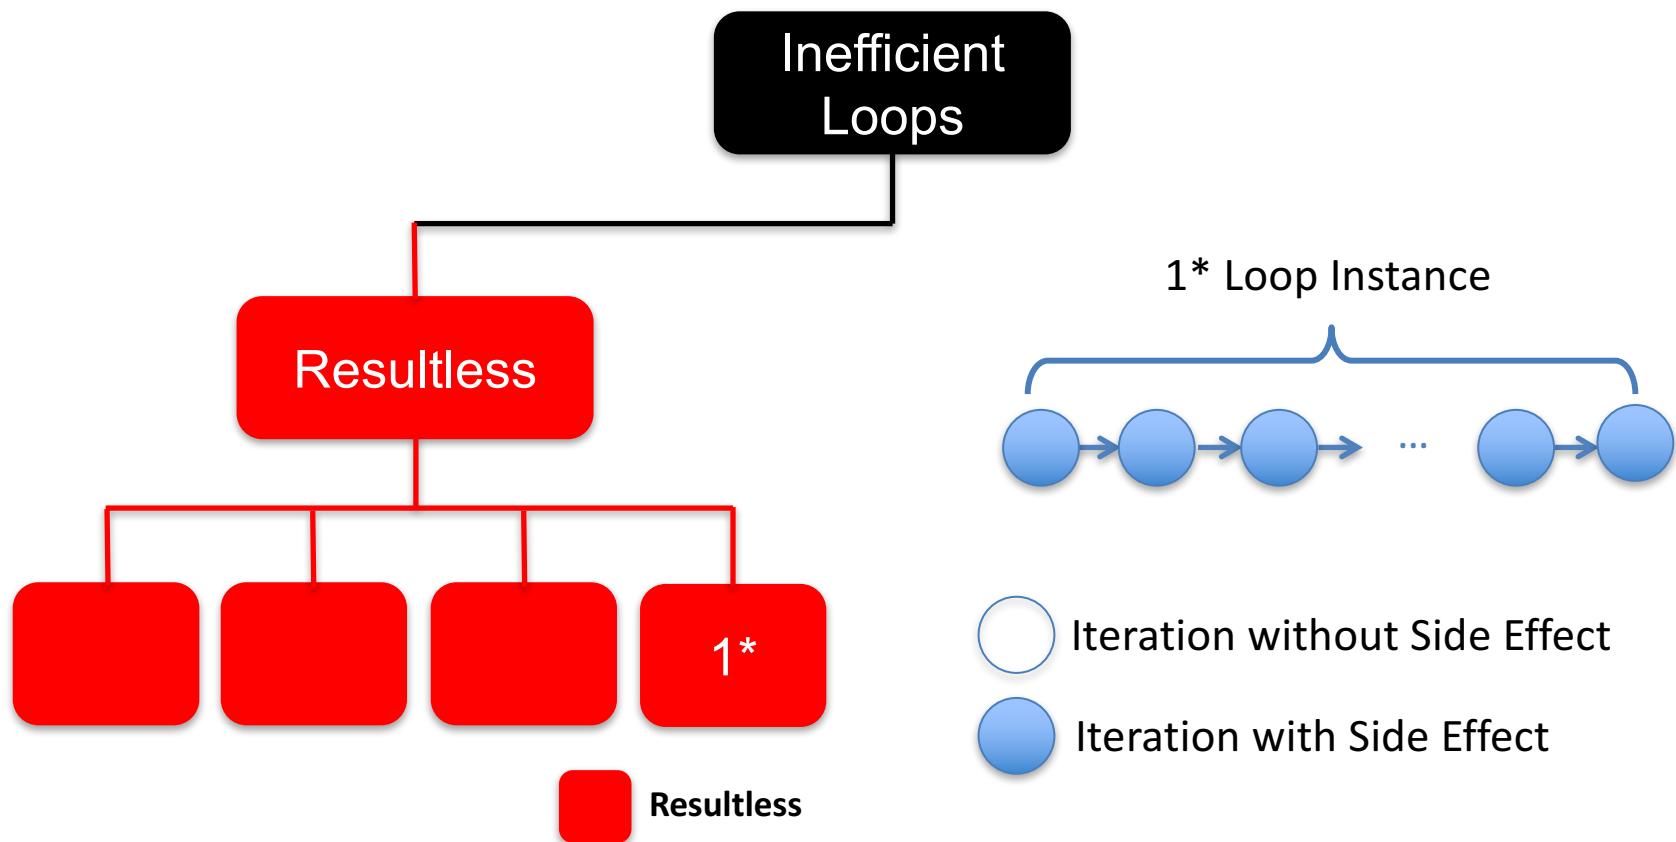 Inefficient
Loops
1* Loop Instance
Resultless
...
1*
Iteration without Side Effect
Iteration with Side Effect
Resultless